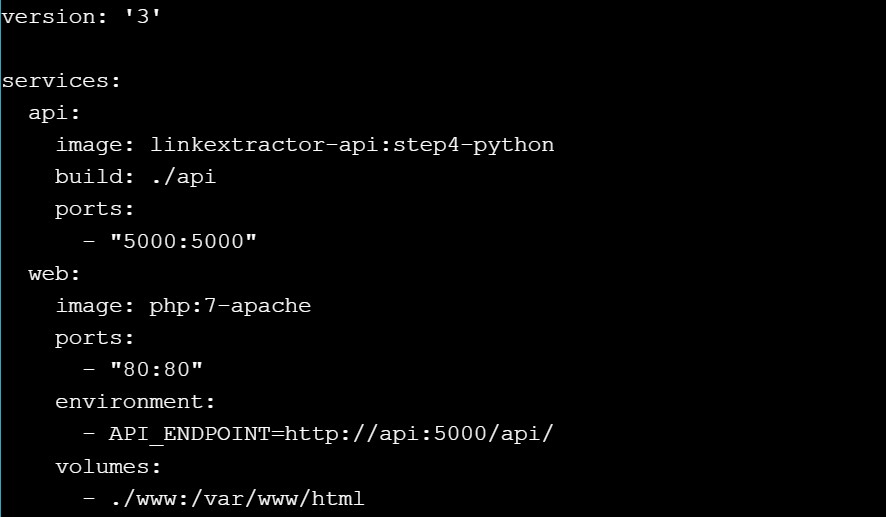 version: '3'

services:
  api:
    image: linkextractor-api:step4-python
    build: ./api
    ports:
      - "5000:5000"
  web:
    image: php:7-apache
    ports:
      - "80:80"
    environment:
      - API_ENDPOINT=http://api:5000/api/
    volumes:
      - ./www:/var/www/html